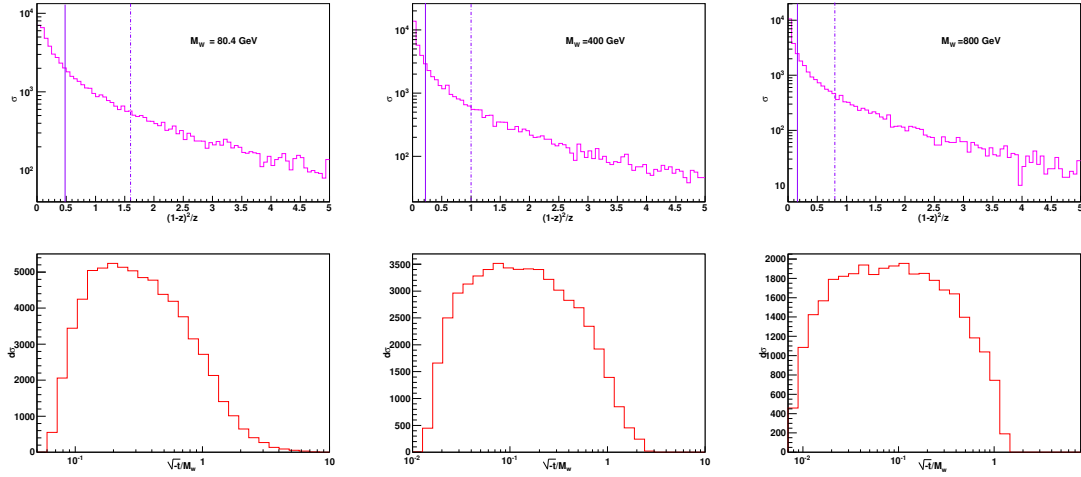 10⁴
10³
10²
σ
M_W = 80.4 GeV
0 0.5 1 1.5 2 2.5 3 3.5 4 4.5 5
(1-z)²/z
10⁴
10³
10²
σ
M_W =400 GeV
0 0.5 1 1.5 2 2.5 3 3.5 4 4.5 5
(1-z)²/z
10⁴
10³
10²
10
σ
M_W =800 GeV
0.5 1 1.5 2 2.5 3 3.5 4 4.5 5
(1-z)²/z
5000
4000
3000
2000
1000
0
dσ
10⁻¹ 1 10
√-t/M_w
3500
3000
2500
2000
1500
1000
500
0
dσ
10⁻² 10⁻¹ 1 10
√-t/M_w
2000
1800
1600
1400
1200
1000
800
600
400
200
0
dσ
10⁻² 10⁻¹ 1
√-t/M_w